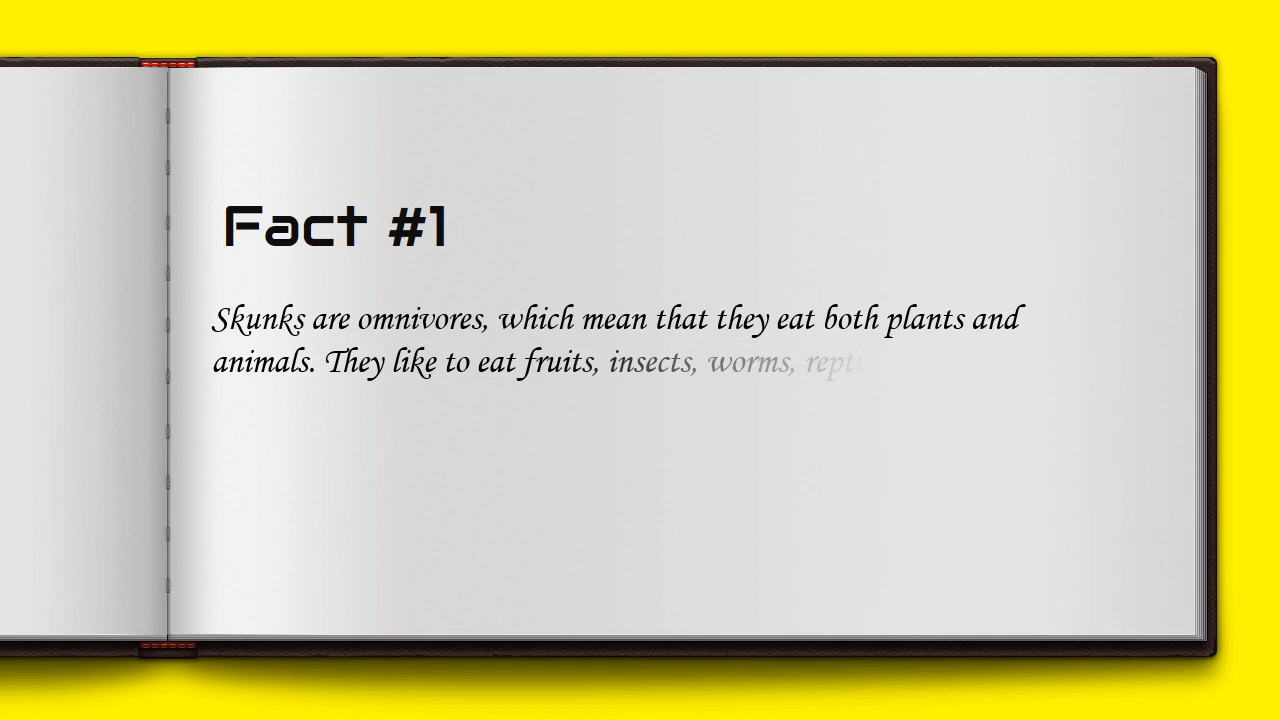 Fact #1
Skunks are omnivores, which mean that they eat both plants and
animals. They like to eat fruits, insects, worms,